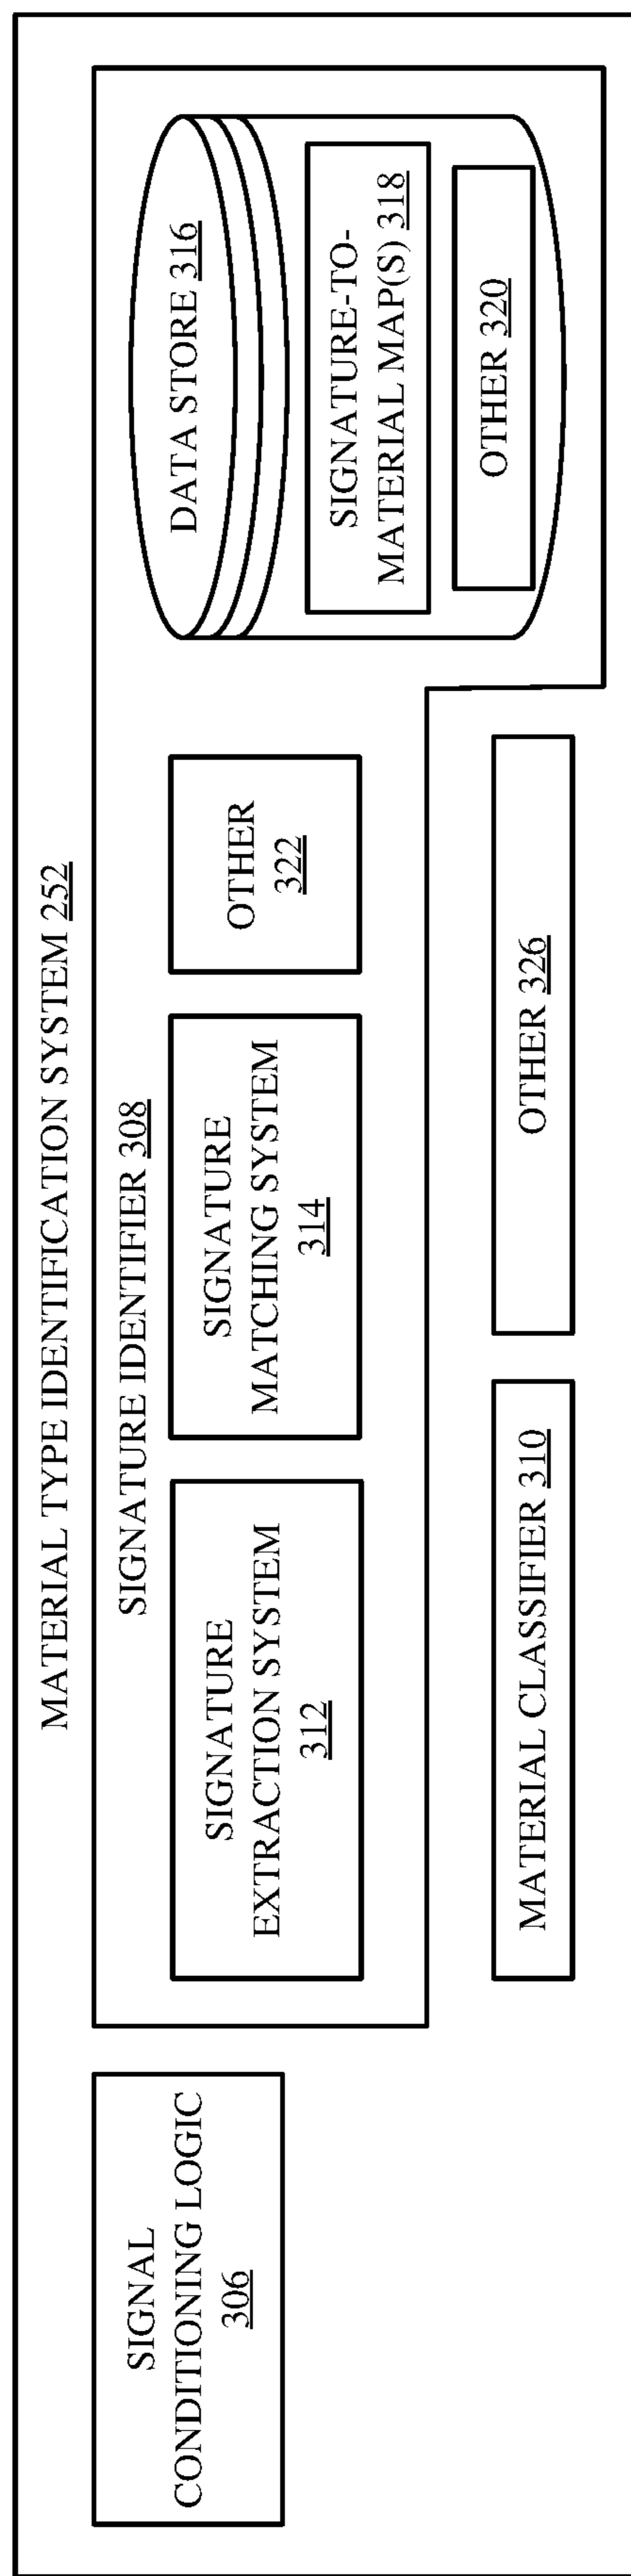 MATERIAL TYPE IDENTIFICATION SYSTEM 252
SIGNAL
CONDITIONING LOGIC
306
SIGNATURE IDENTIFIER 308
SIGNATURE
EXTRACTION SYSTEM
312
SIGNATURE
MATCHING SYSTEM
314
OTHER
322
DATA STORE 316
SIGNATURE-TO-
MATERIAL MAP(S) 318
OTHER 320
MATERIAL CLASSIFIER 310
OTHER 326